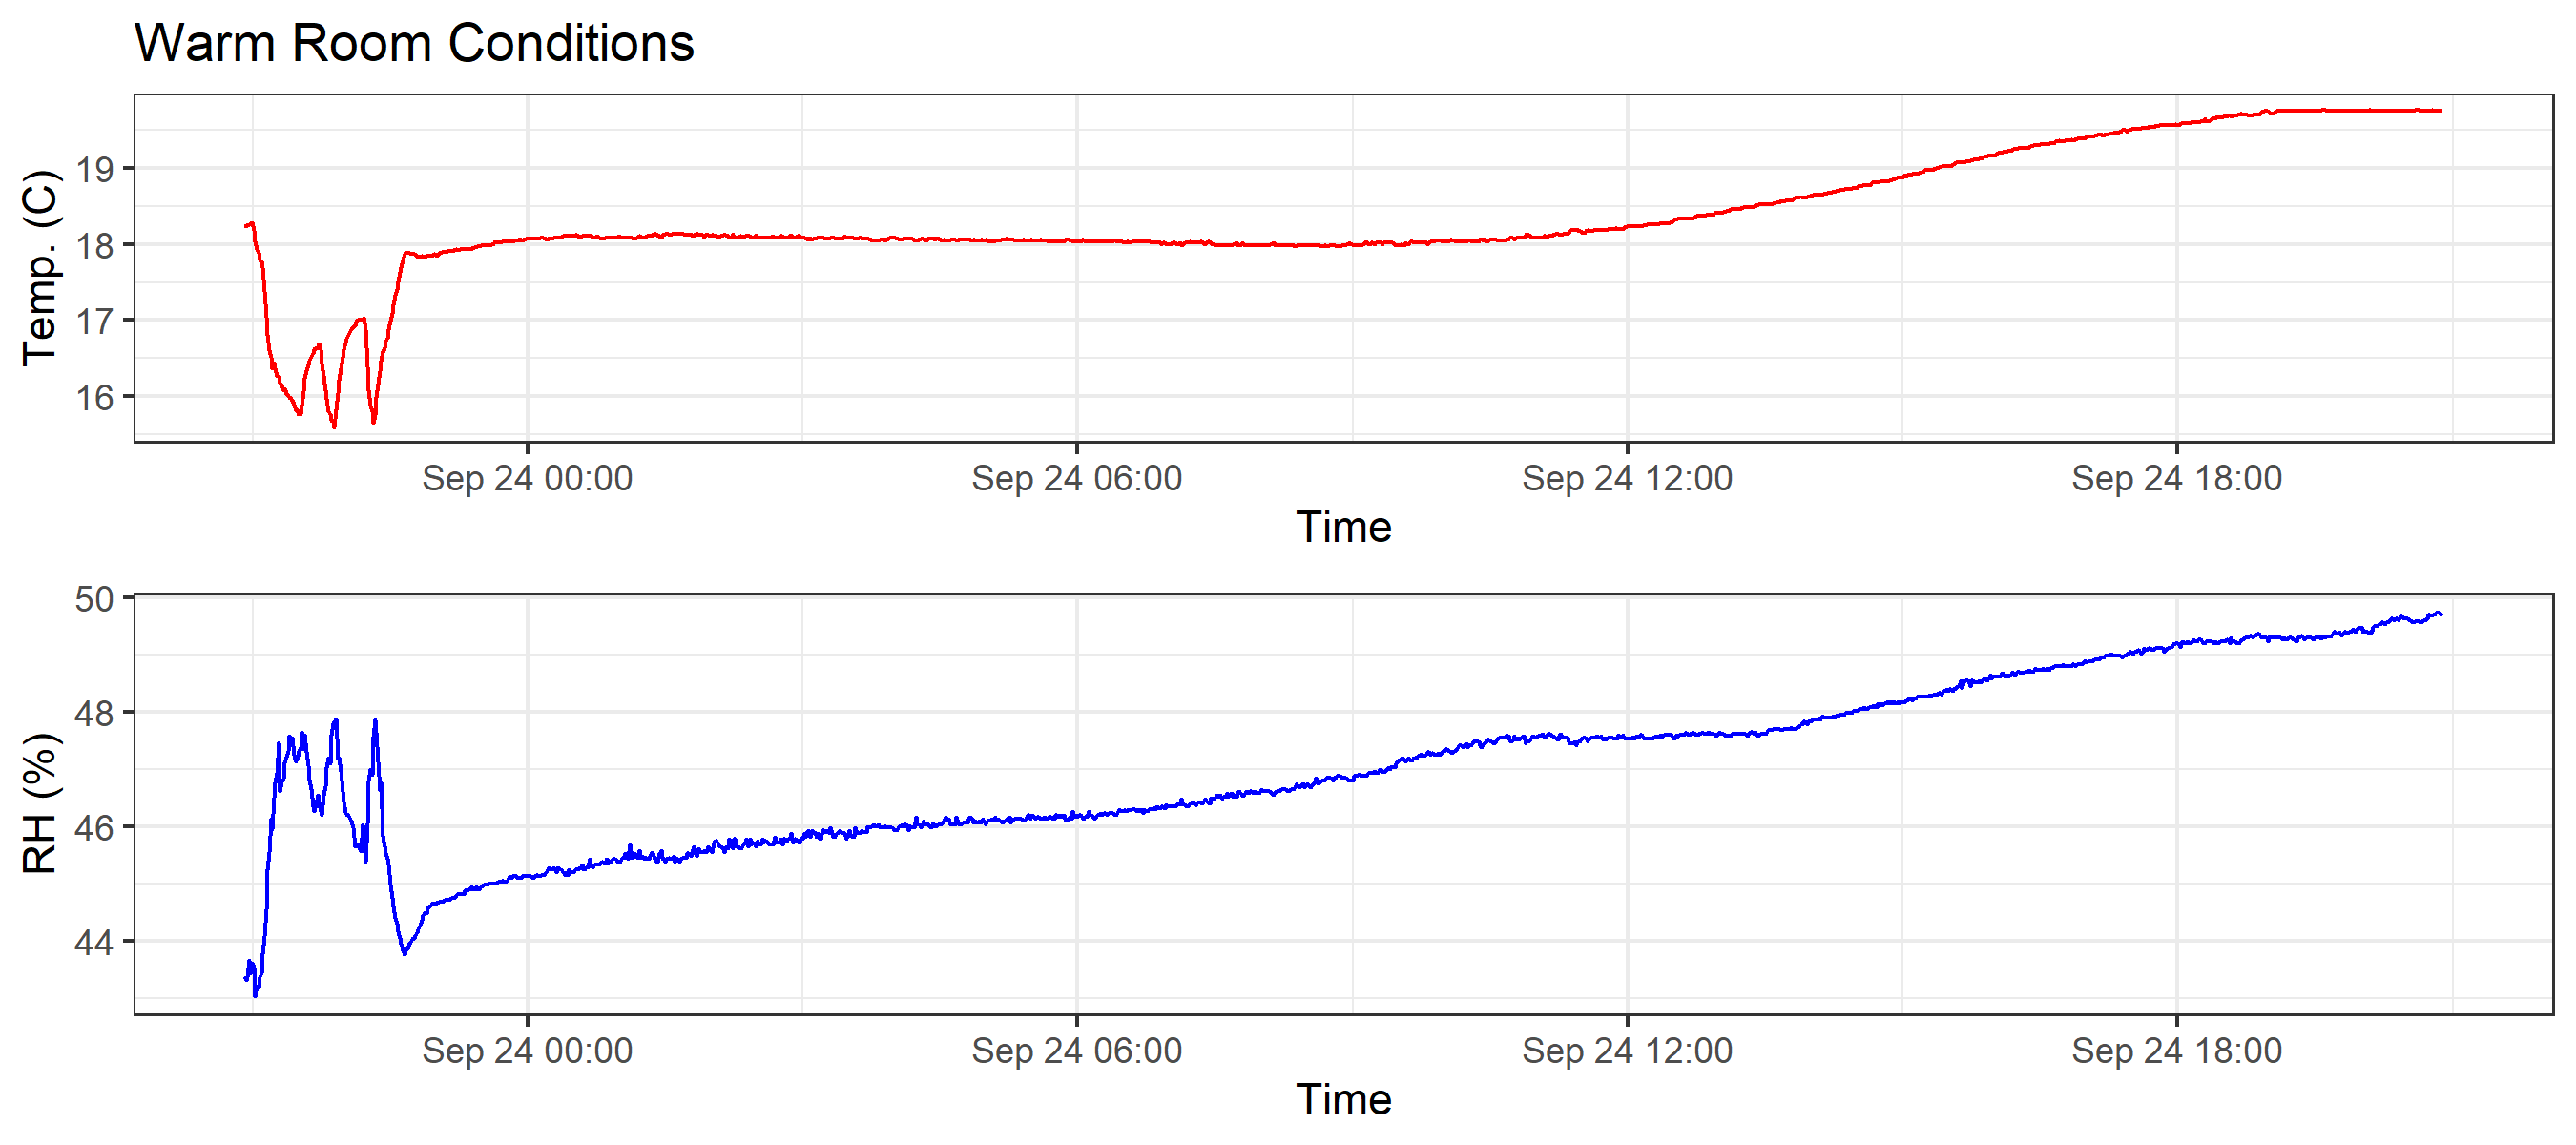 Warm Room Conditions
Temp. (C)
19
18
17
16
Sep 24 00:00 Sep 24 06:00 Sep 24 12:00 Sep 24 18:00
Time
RH (%)
50
48
46
44
Sep 24 00:00 Sep 24 06:00 Sep 24 12:00 Sep 24 18:00
Time